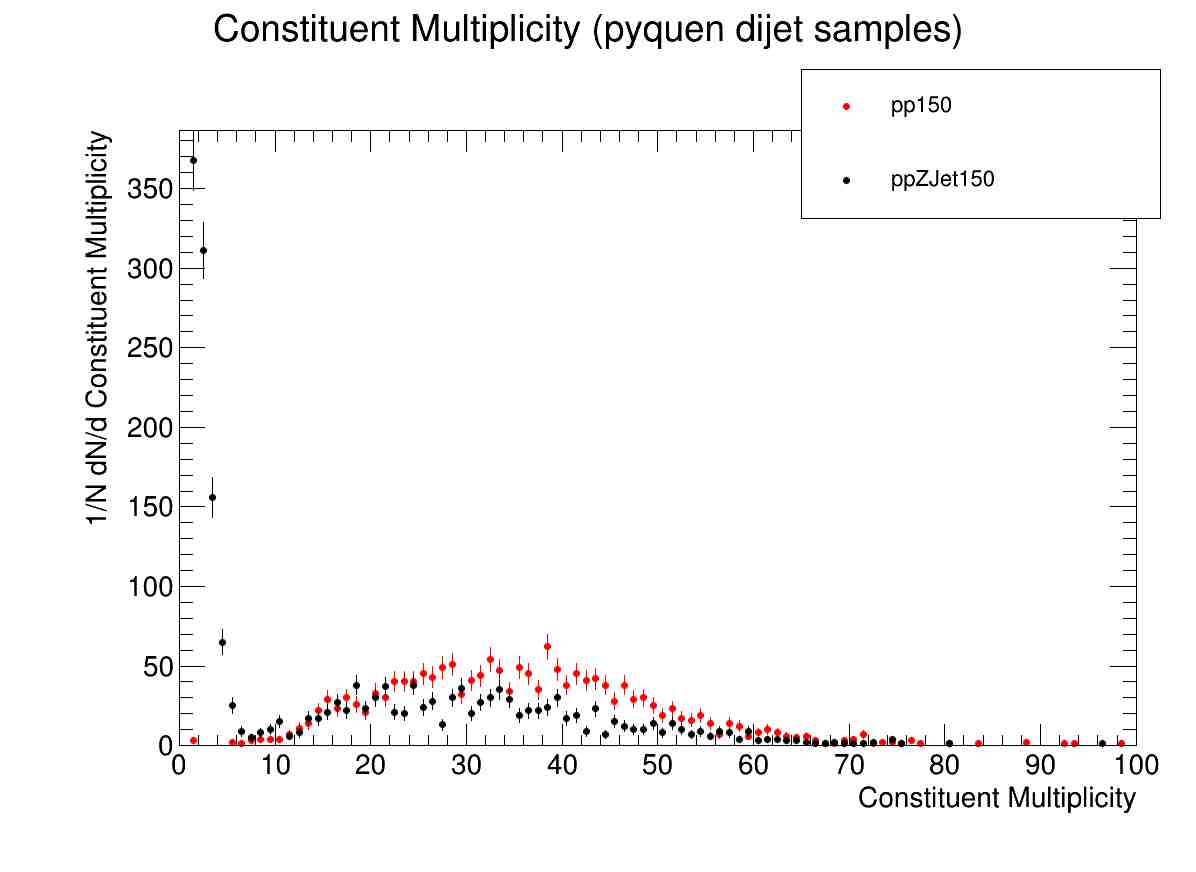 Constituent Multiplicity (pyquen dijet samples)
pp150
ppZJet150
1/N dN/d Constituent Multiplicity
350
300
250
200
150
100
50
0
0 10 20 30 40 50 60 70 80 90 100
Constituent Multiplicity